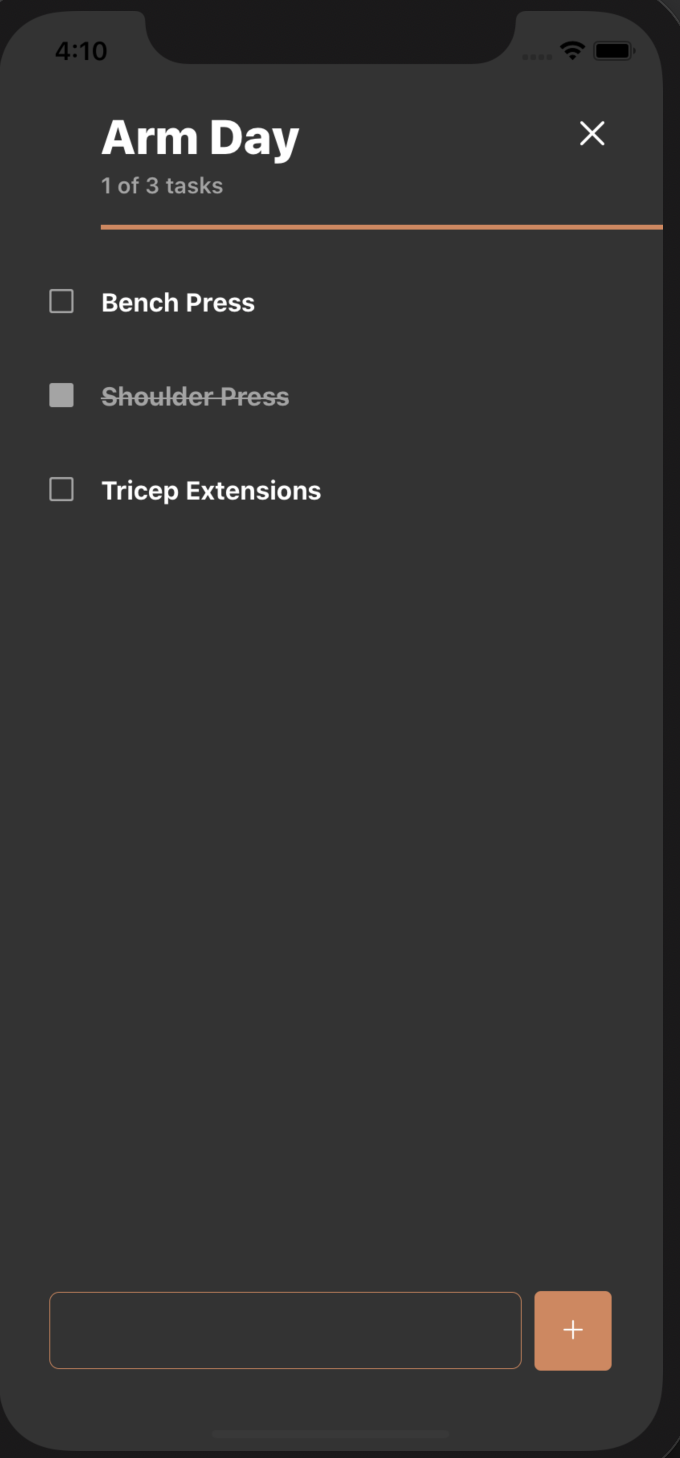 4:10
Arm Day
1 of 3 tasks
Bench Press
Shoulder Press
Tricep Extensions
+